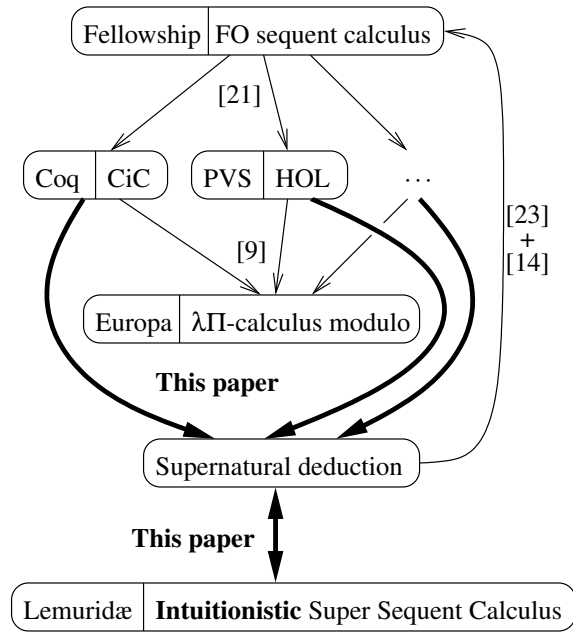 Fellowship FO sequent calculus
[21]
Coq CiC PVS HOL ...
[23]
+
[14]
[9]
Europa λΠ-calculus modulo
This paper
Supernatural deduction
This paper
Lemuridæ Intuitionistic Super Sequent Calculus